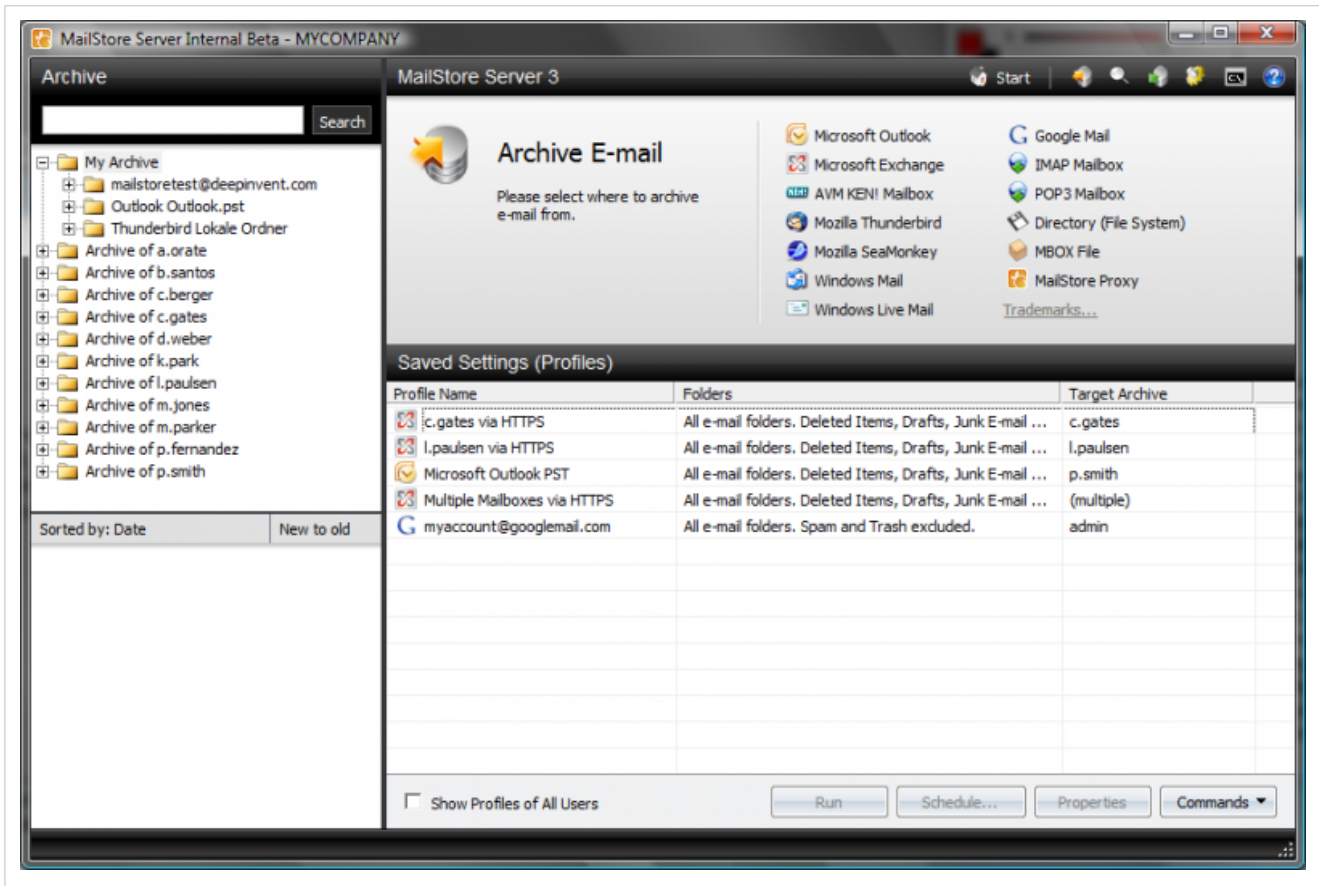 MailStore Server Internal Beta - MYCOMPANY
Archive
Search
My Archive
mailstoretest@deepinvent.com
Outlook Outlook.pst
Thunderbird Lokale Ordner
Archive of a.orate
Archive of b.santos
Archive of c.berger
Archive of c.gates
Archive of d.weber
Archive of k.park
Archive of l.paulsen
Archive of m.jones
Archive of m.parker
Archive of p.fernandez
Archive of p.smith
Sorted by: Date New to old
MailStore Server 3
Start
Archive E-mail
Please select where to archive
e-mail from.
Microsoft Outlook
Microsoft Exchange
AVM KEN! Mailbox
Mozilla Thunderbird
Mozilla SeaMonkey
Windows Mail
Windows Live Mail
Google Mail
IMAP Mailbox
POP3 Mailbox
Directory (File System)
MBOX File
MailStore Proxy
Trademarks...
Saved Settings (Profiles)
Profile Name Folders Target Archive
c.gates via HTTPS All e-mail folders. Deleted Items, Drafts, Junk E-mail ... c.gates
l.paulsen via HTTPS All e-mail folders. Deleted Items, Drafts, Junk E-mail ... l.paulsen
Microsoft Outlook PST All e-mail folders. Deleted Items, Drafts, Junk E-mail ... p.smith
Multiple Mailboxes via HTTPS All e-mail folders. Deleted Items, Drafts, Junk E-mail ... (multiple)
myaccount@googlemail.com All e-mail folders. Spam and Trash excluded. admin
Show Profiles of All Users
Run
Schedule...
Properties
Commands